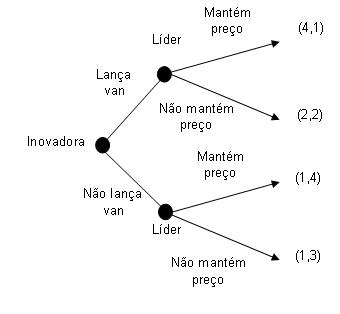 Mantém
preço
(4,1)
Líder
Lança
van
Não mantém
preço
(2,2)
Inovadora
Mantém
preço
(1,4)
Não lança
van
Líder
Não mantém
preço
(1,3)